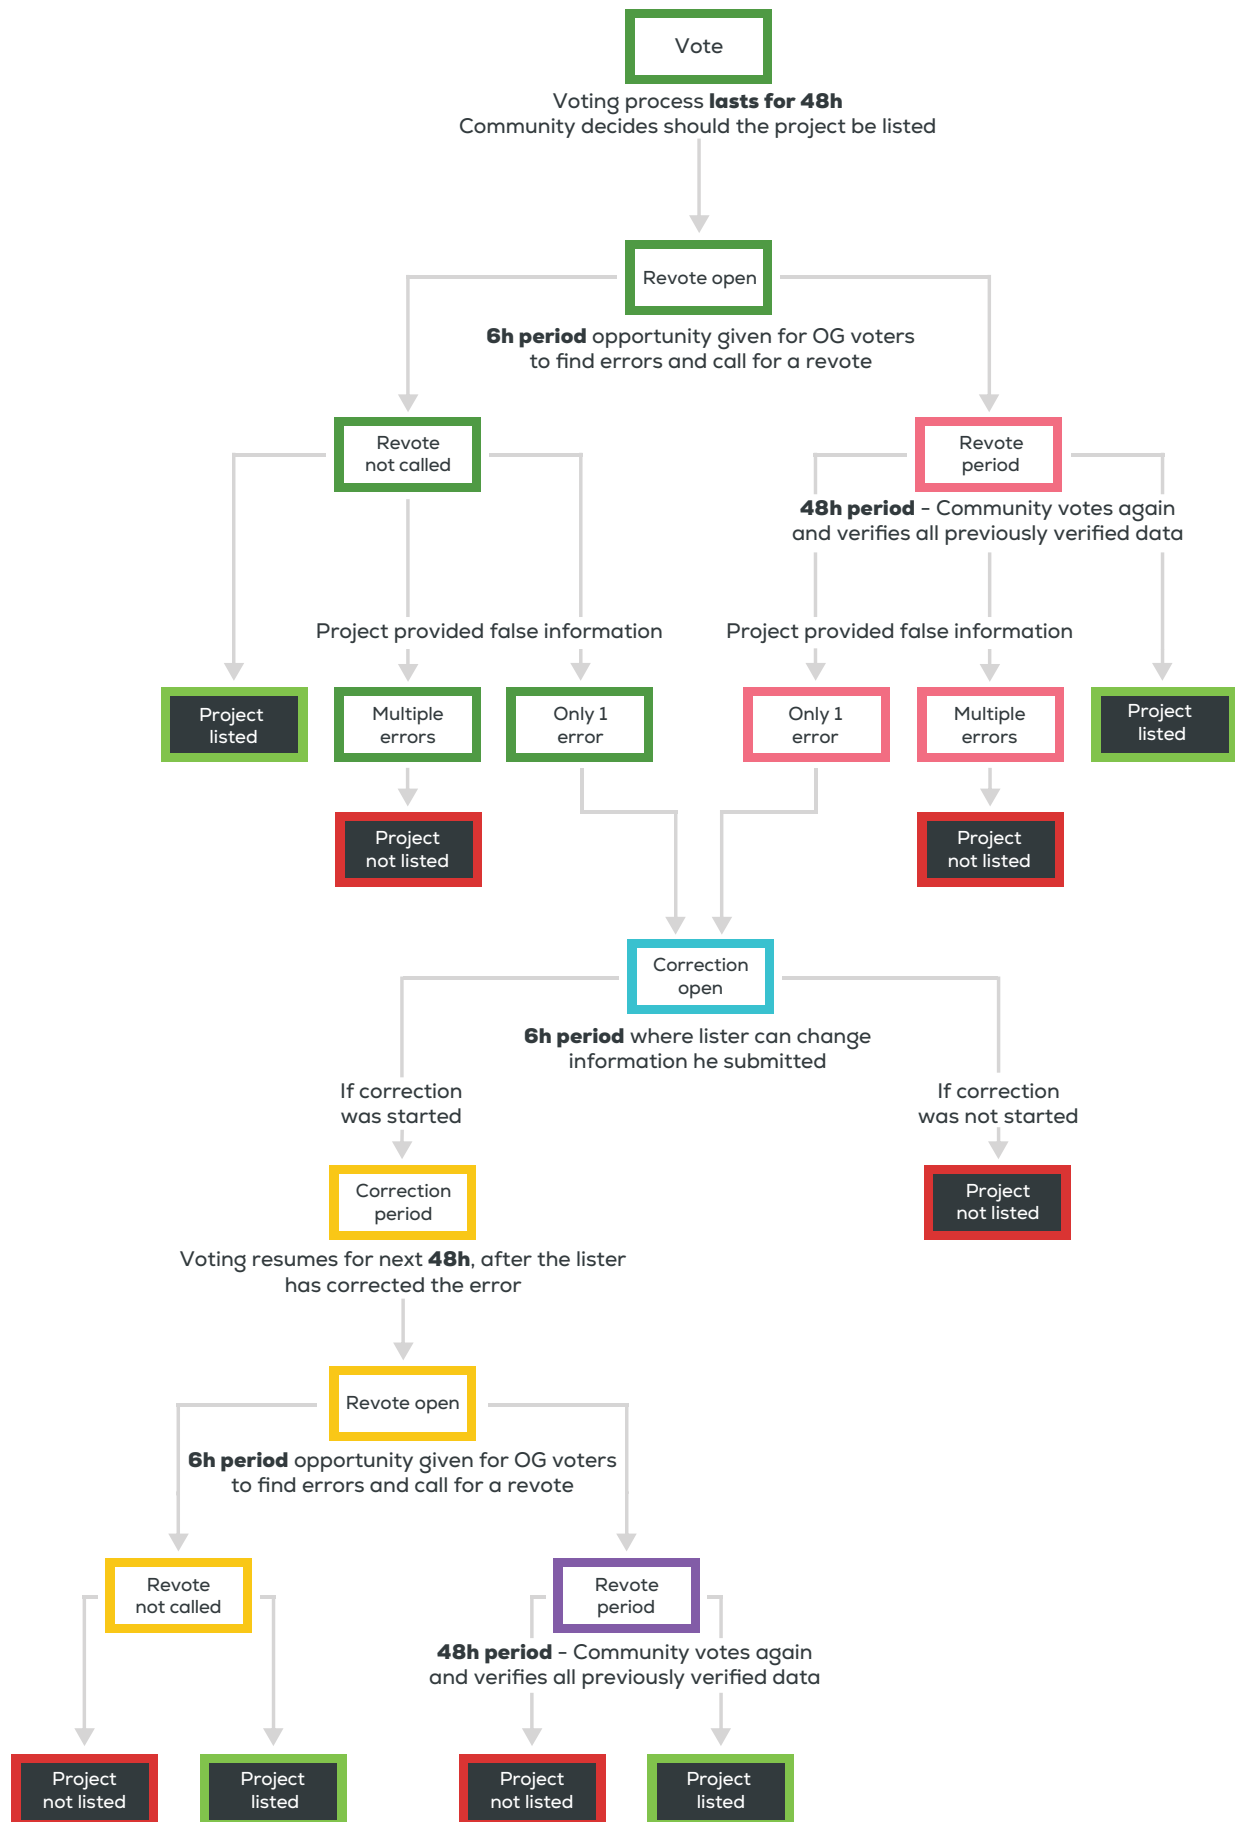 Vote
Voting process lasts for 48h
Community decides should the project be listed
Revote open
6h period opportunity given for OG voters
to find errors and call for a revote
Revote
not called
Revote
period
48h period - Community votes again
and verifies all previously verified data
Project provided false information
Project provided false information
Project
listed
Multiple
errors
Only 1
error
Only 1
error
Multiple
errors
Project
listed
Project
not listed
Project
not listed
Correction
open
6h period where lister can change
information he submitted
If correction
was started
If correction
was not started
Correction
period
Project
not listed
Voting resumes for next 48h, after the lister
has corrected the error
Revote open
6h period opportunity given for OG voters
to find errors and call for a revote
Revote
not called
Revote
period
48h period - Community votes again
and verifies all previously verified data
Project
not listed
Project
listed
Project
not listed
Project
listed